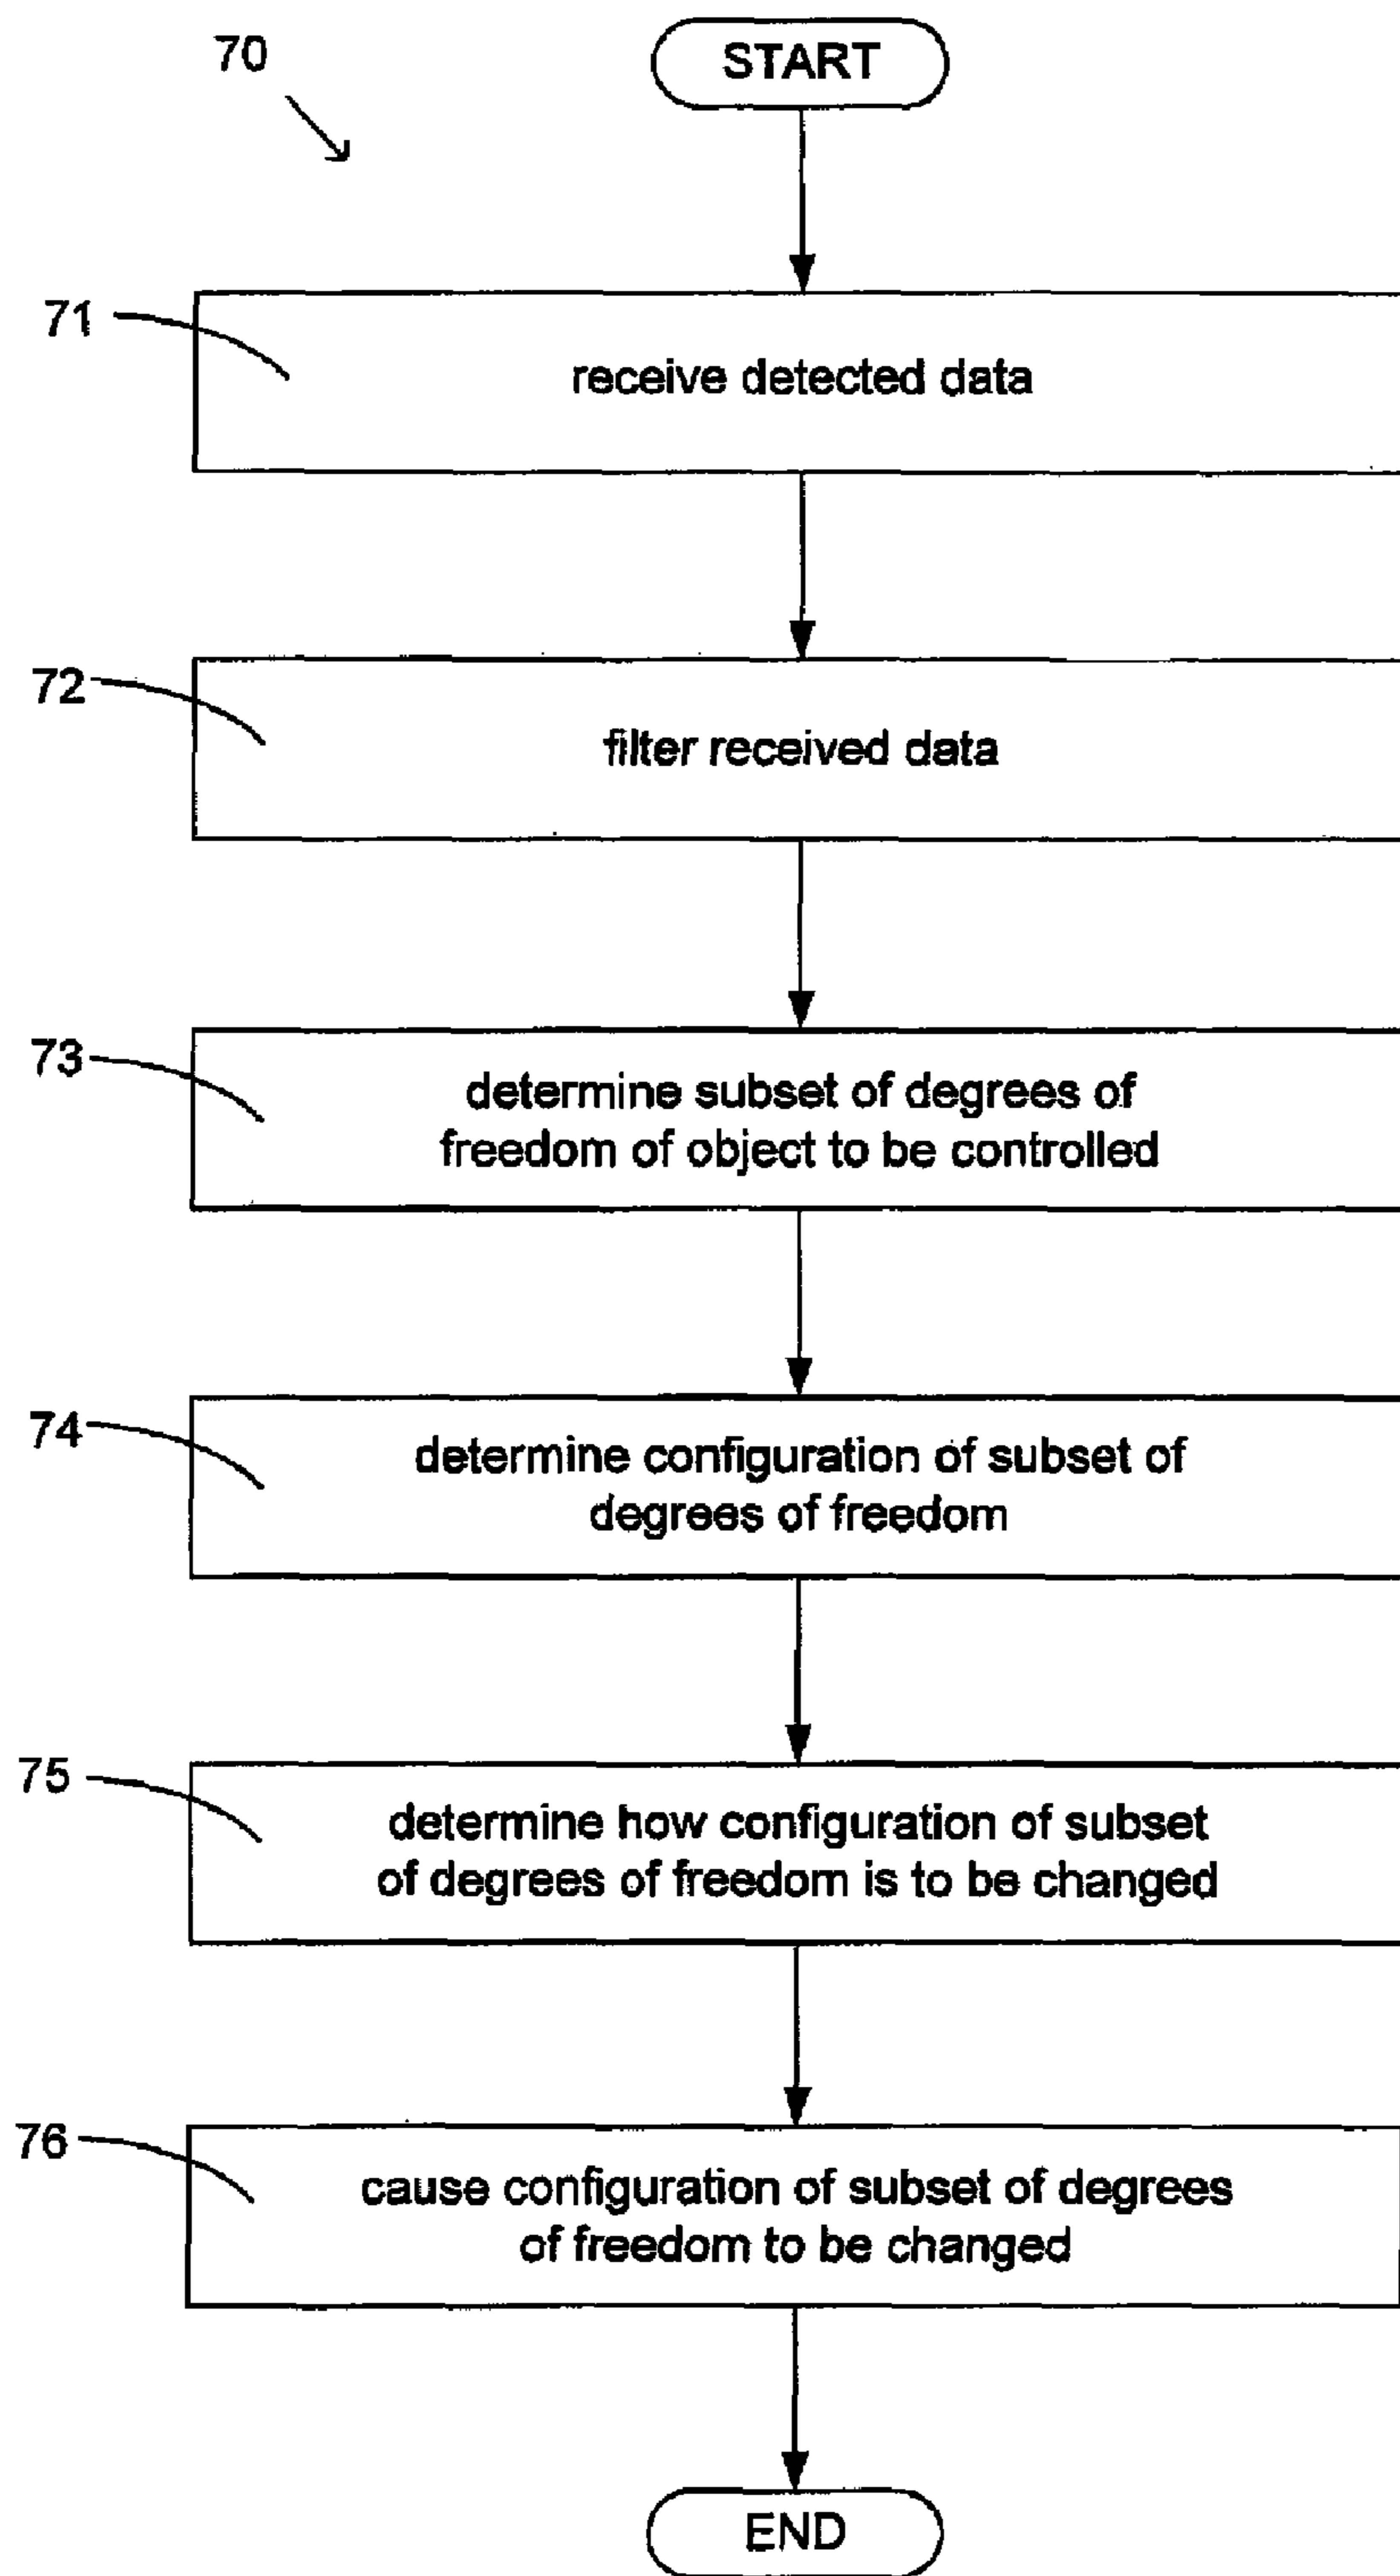 70
START
71
receive detected data
72
filter received data
73
determine subset of degrees of
freedom of object to be controlled
74
determine configuration of subset of
degrees of freedom
75
determine how configuration of subset
of degrees of freedom is to be changed
76
cause configuration of subset of degrees
of freedom to be changed
END